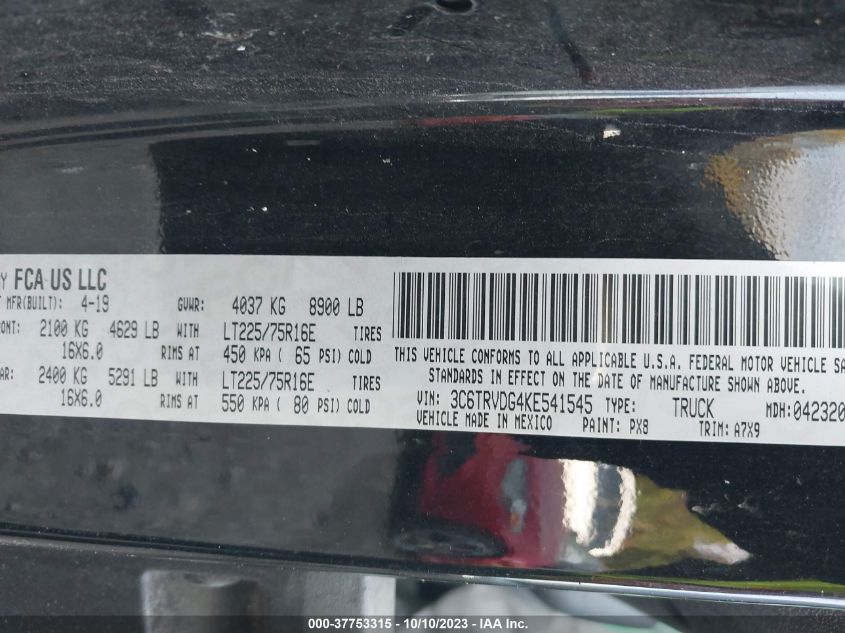 FCA US LLC
MFR(BUILT): 4-19 GVWR: 4037 KG 8900 LB
2100 KG 4629 LB WITH LT225/75R16E TIRES
16X6.0 RIMS AT 450 KPA ( 65 PSI) COLD
2400 KG 5291 LB WITH LT225/75R16E TIRES
16X6.0 RIMS AT 550 KPA ( 80 PSI) COLD
THIS VEHICLE CONFORMS TO ALL APPLICABLE U.S.A. FEDERAL MOTOR VEHICLE SA
STANDARDS IN EFFECT ON THE DATE OF MANUFACTURE SHOWN ABOVE.
VIN: 3C6TRVDG4KE541545 TYPE: TRUCK MDH: 042320
VEHICLE MADE IN MEXICO PAINT: PX8 TRIM: A7X9
000-37753315 - 10/10/2023 - IAA Inc.